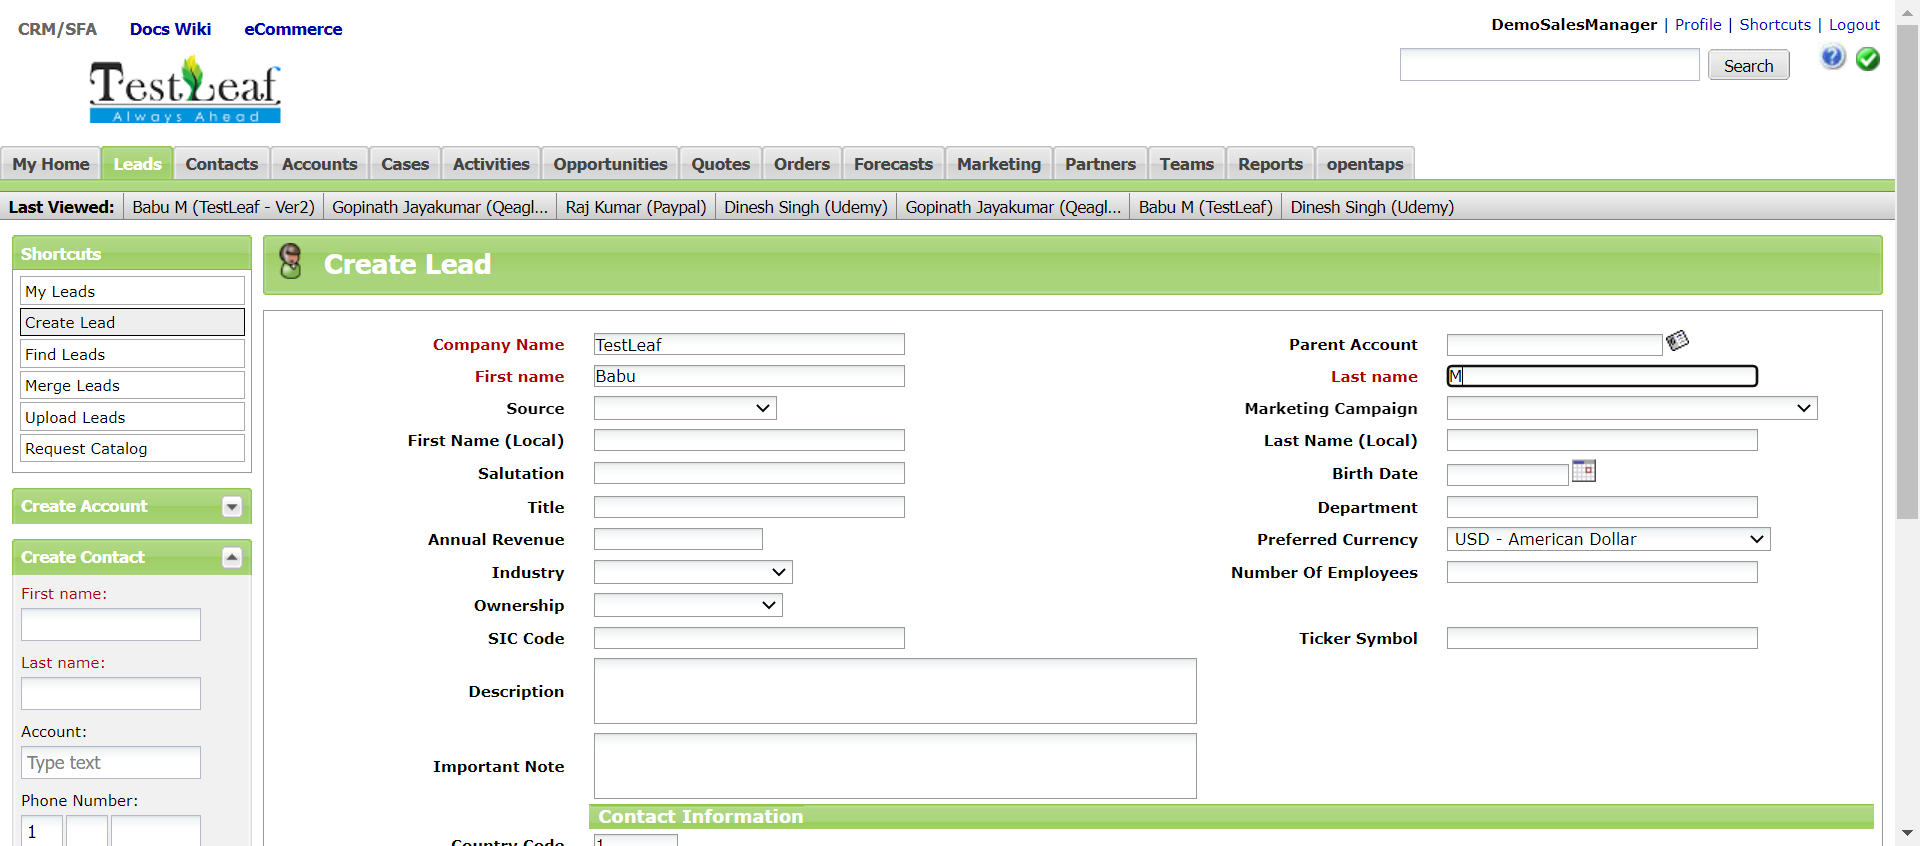 CRM/SFA Docs Wiki eCommerce
DemoSalesManager | Profile | Shortcuts | Logout
Search
TestLeaf
Always Ahead
My Home Leads Contacts Accounts Cases Activities Opportunities Quotes Orders Forecasts Marketing Partners Teams Reports opentaps
Last Viewed: Babu M (TestLeaf - Ver2) Gopinath Jayakumar (Qeagl... Raj Kumar (Paypal) Dinesh Singh (Udemy) Gopinath Jayakumar (Qeagl... Babu M (TestLeaf) Dinesh Singh (Udemy)
Shortcuts
My Leads
Create Lead
Find Leads
Merge Leads
Upload Leads
Request Catalog
Create Account
Create Contact
First name:
Last name:
Account:
Type text
Phone Number:
1
Create Lead
Company Name TestLeaf Parent Account
First name Babu Last name M
Source Marketing Campaign
First Name (Local) Last Name (Local)
Salutation Birth Date
Title Department
Annual Revenue Preferred Currency USD - American Dollar
Industry Number Of Employees
Ownership
SIC Code Ticker Symbol
Description
Important Note
Contact Information
Country Code 1